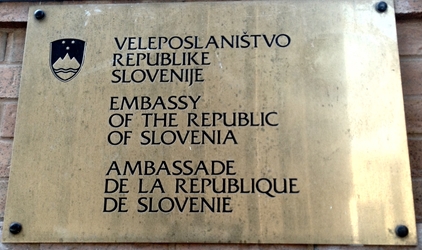 VELEPOSLANIŠTVO
REPUBLIKE
SLOVENIJE
EMBASSY
OF THE REPUBLIC
OF SLOVENIA
AMBASSADE
DE LA REPUBLIQUE
DE SLOVENIE